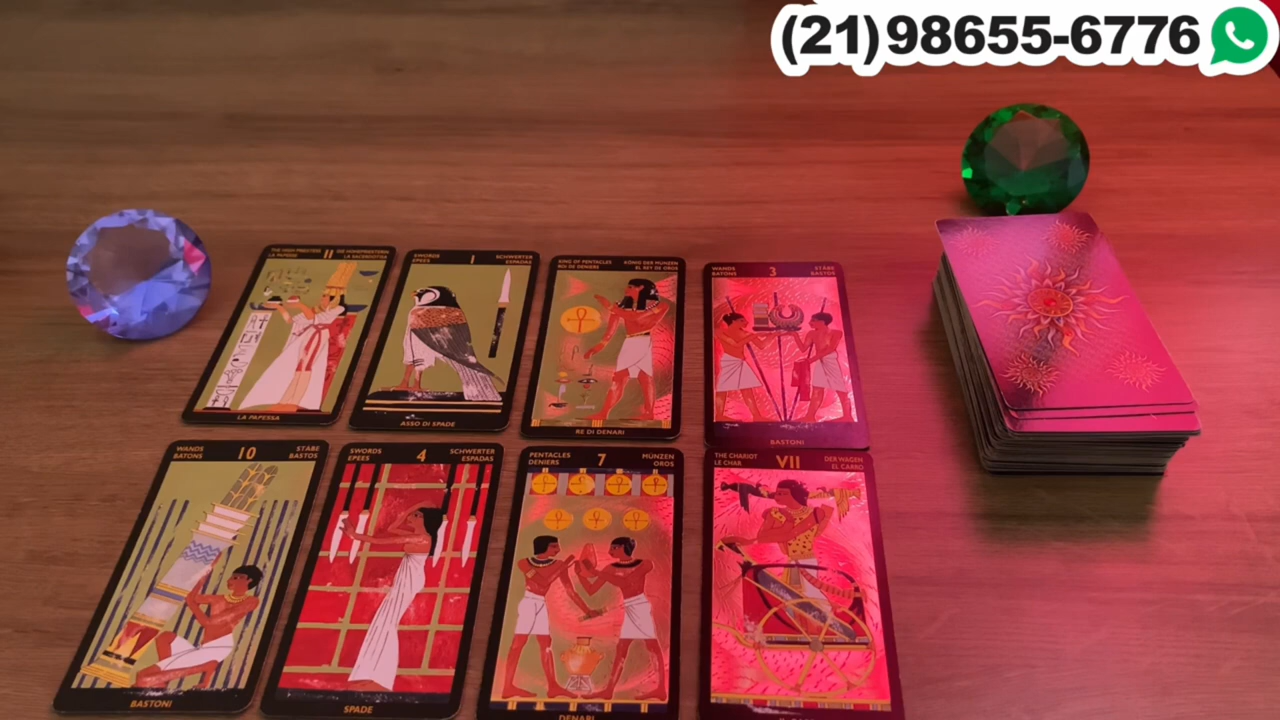 (21)98655-6776
THE HIGH PRIESTESS
LA PAPESSE
II
DIE HOHEPRIESTERIN
LA SACERDOTISA
LA PAPESSA
SWORDS
EPEES
1
SCHWERTER
ESPADAS
ASSO DI SPADE
KING OF PENTACLES
ROI DE DENIERS
KÖNIG DER MÜNZEN
EL REY DE OROS
RE DI DENARI
WANDS
BATONS
3
STÄBE
BASTOS
BASTONI
WANDS
BATONS
10
STÄBE
BASTOS
BASTONI
SWORDS
EPEES
4
SCHWERTER
ESPADAS
SPADE
PENTACLES
DENIERS
7
MÜNZEN
OROS
DENARI
THE CHARIOT
LE CHAR
VII
DER WAGEN
EL CARRO